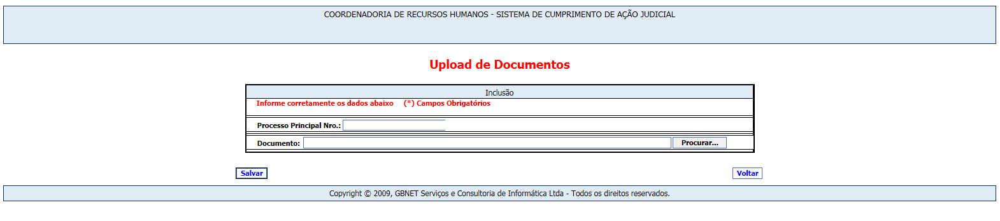 COORDENADORIA DE RECURSOS HUMANOS - SISTEMA DE CUMPRIMENTO DE AÇÃO JUDICIAL
Upload de Documentos
Inclusão
Informe corretamente os dados abaixo (*) Campos Obrigatórios
Processo Principal Nro.:
Documento: Procurar...
Salvar Voltar
Copyright © 2009, GBNET Serviços e Consultoria de Informática Ltda - Todos os direitos reservados.